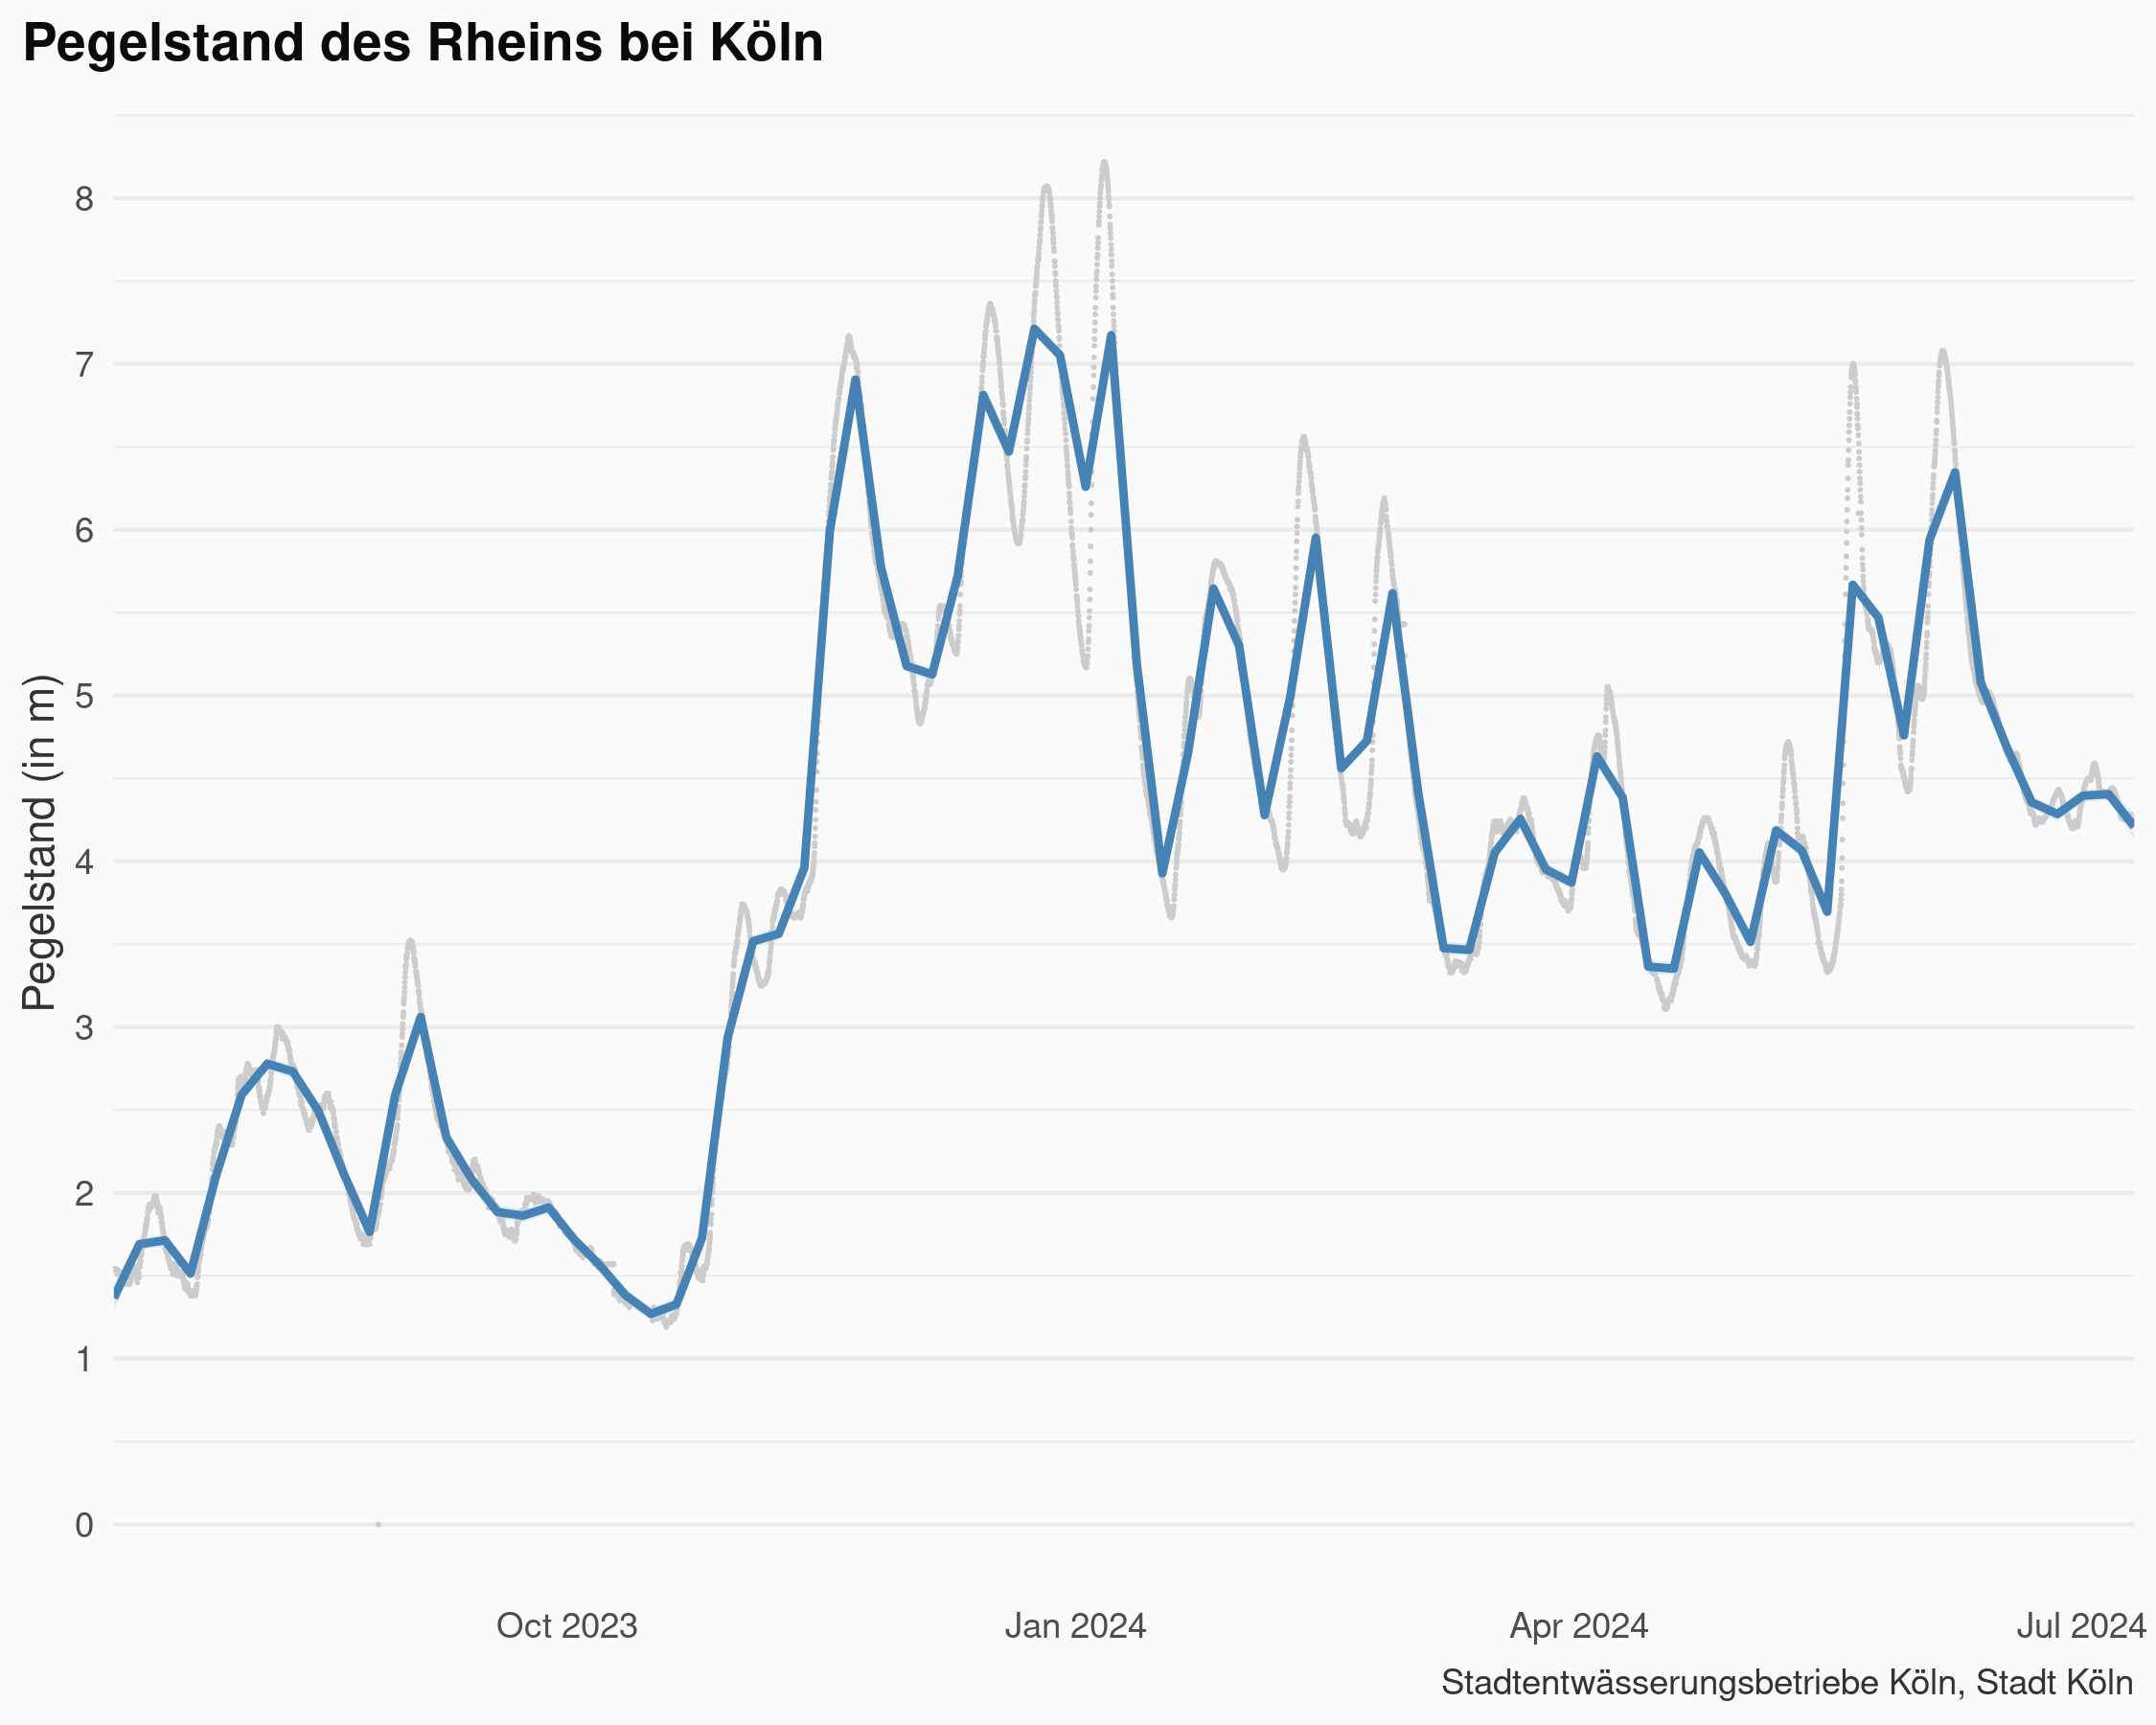 Pegelstand des Rheins bei Köln
Pegelstand (in m)
8
7
6
5
4
3
2
1
0
Oct 2023 Jan 2024 Apr 2024 Jul 2024
Stadtentwässerungsbetriebe Köln, Stadt Köln